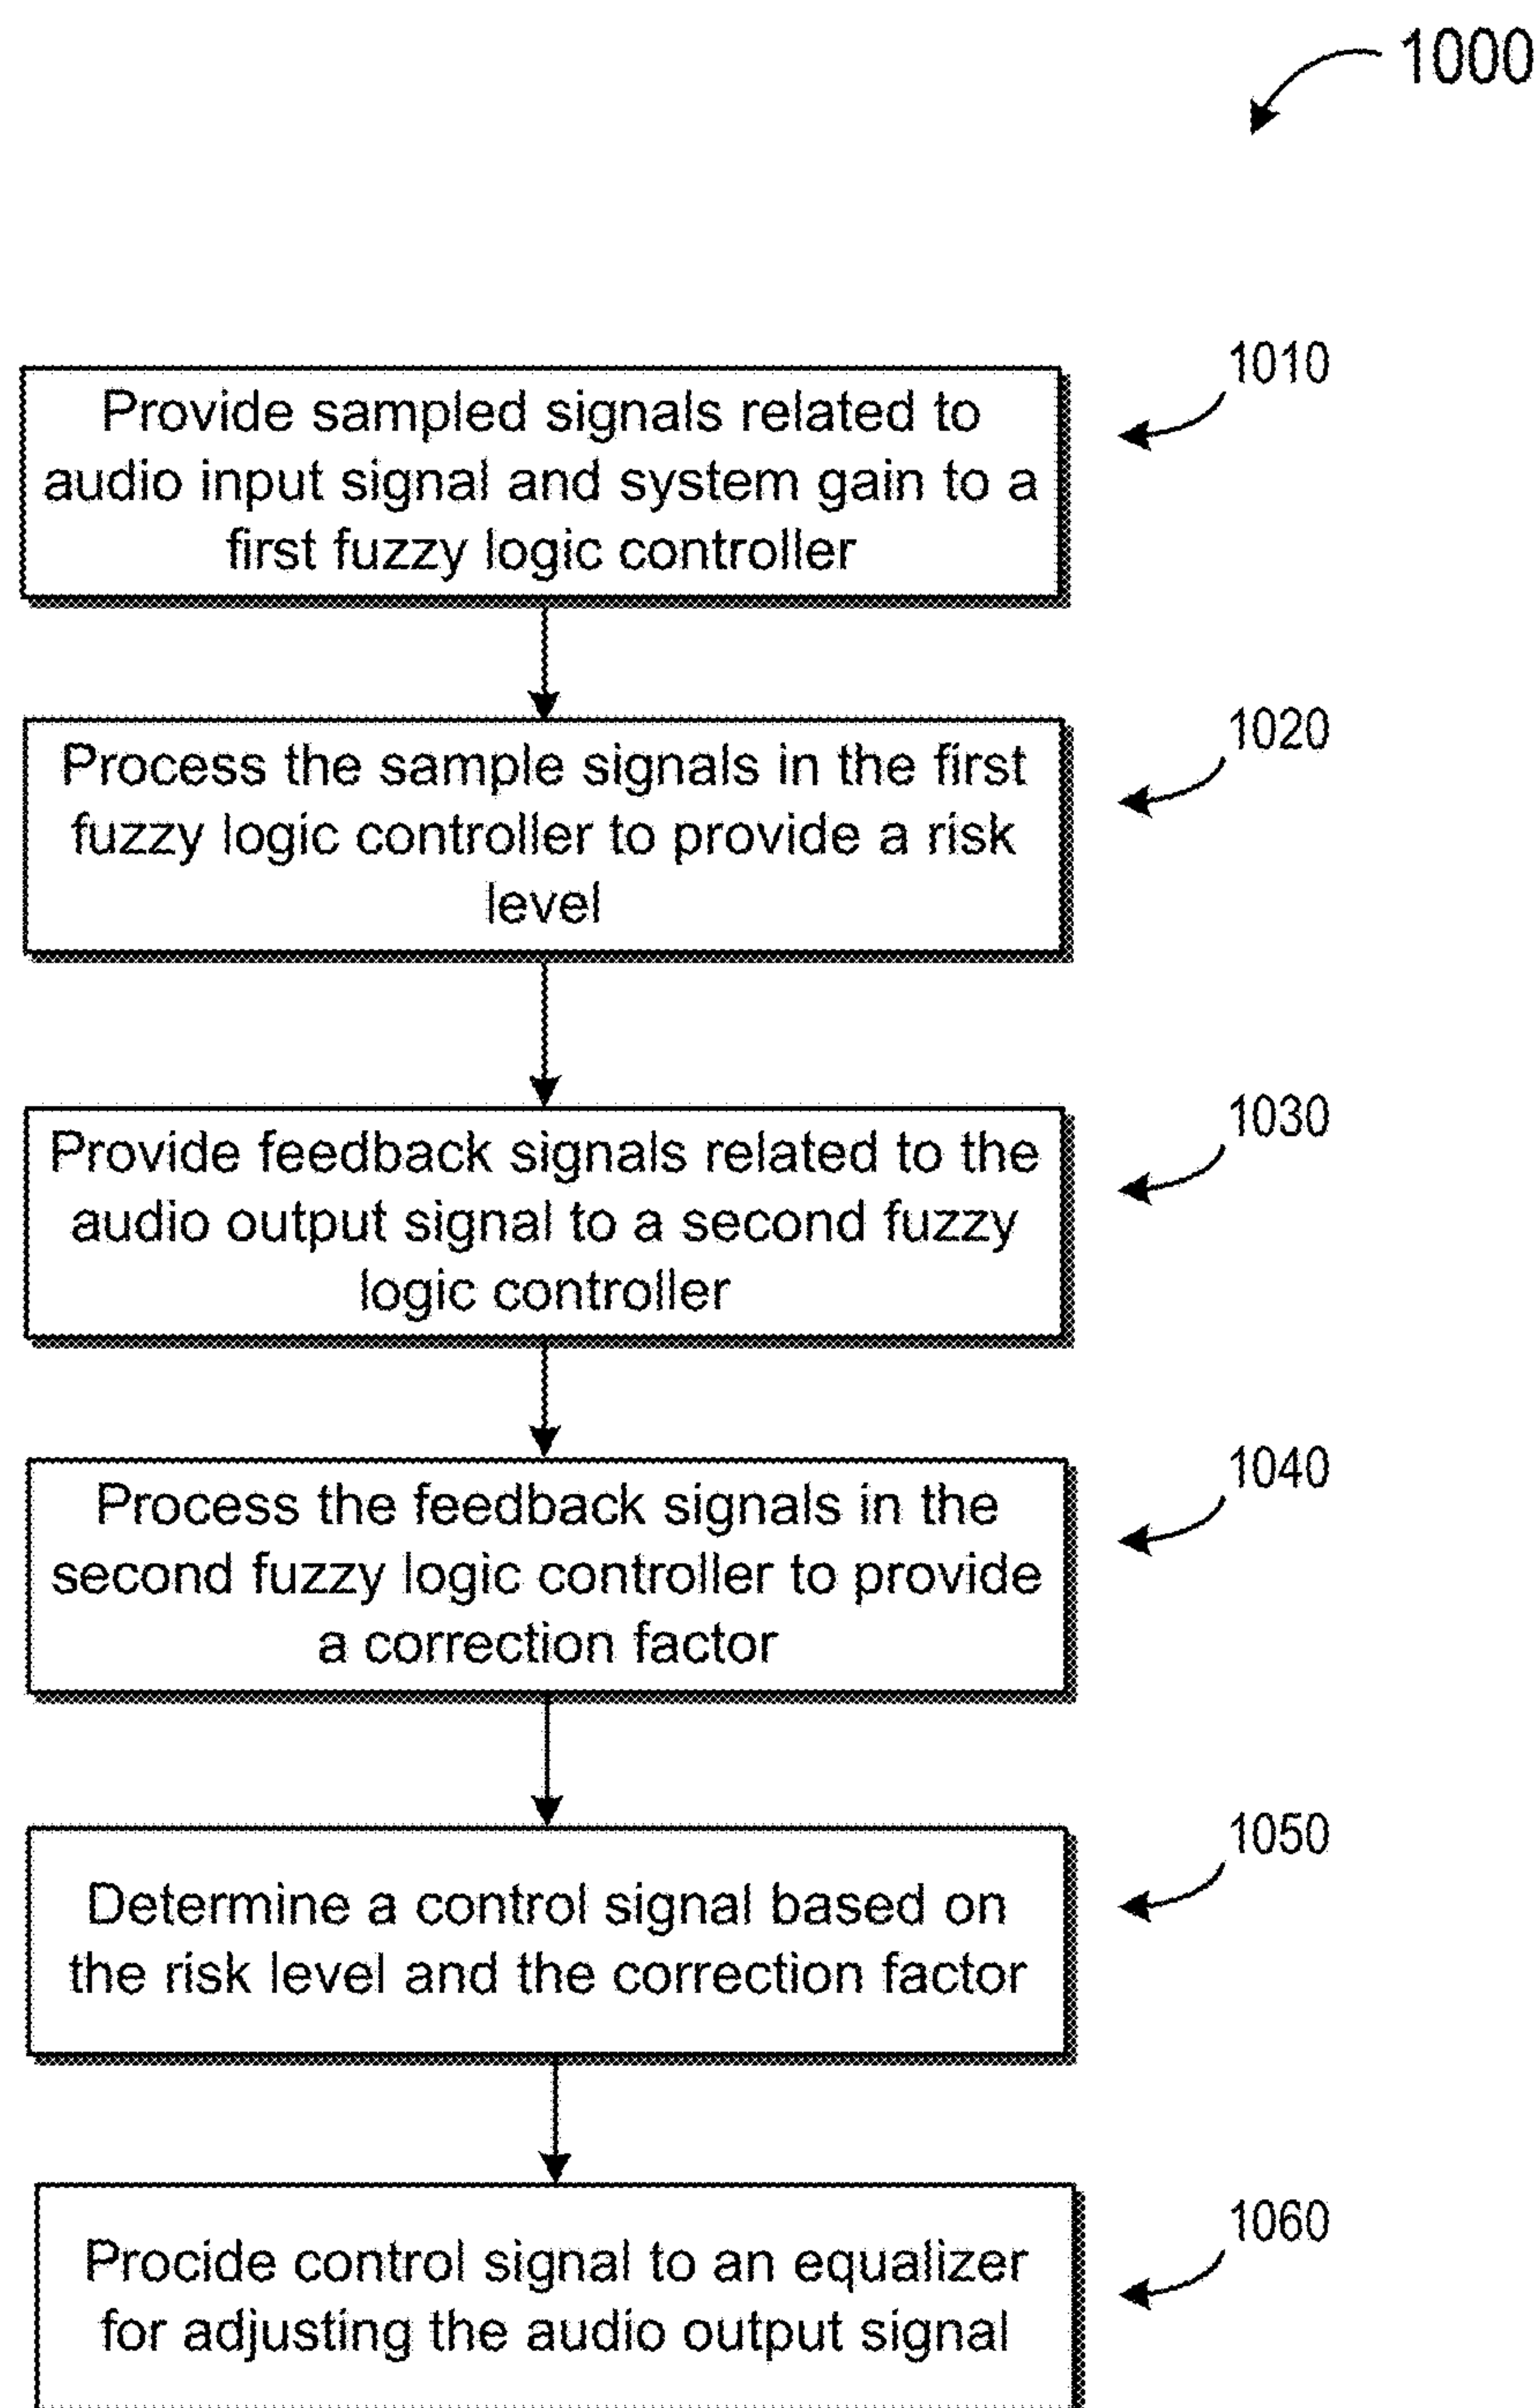 1000
1010
Provide sampled signals related to
audio input signal and system gain to a
first fuzzy logic controller
1020
Process the sample signals in the first
fuzzy logic controller to provide a risk
level
1030
Provide feedback signals related to the
audio output signal to a second fuzzy
logic controller
1040
Process the feedback signals in the
second fuzzy logic controller to provide
a correction factor
1050
Determine a control signal based on
the risk level and the correction factor
1060
Procide control signal to an equalizer
for adjusting the audio output signal